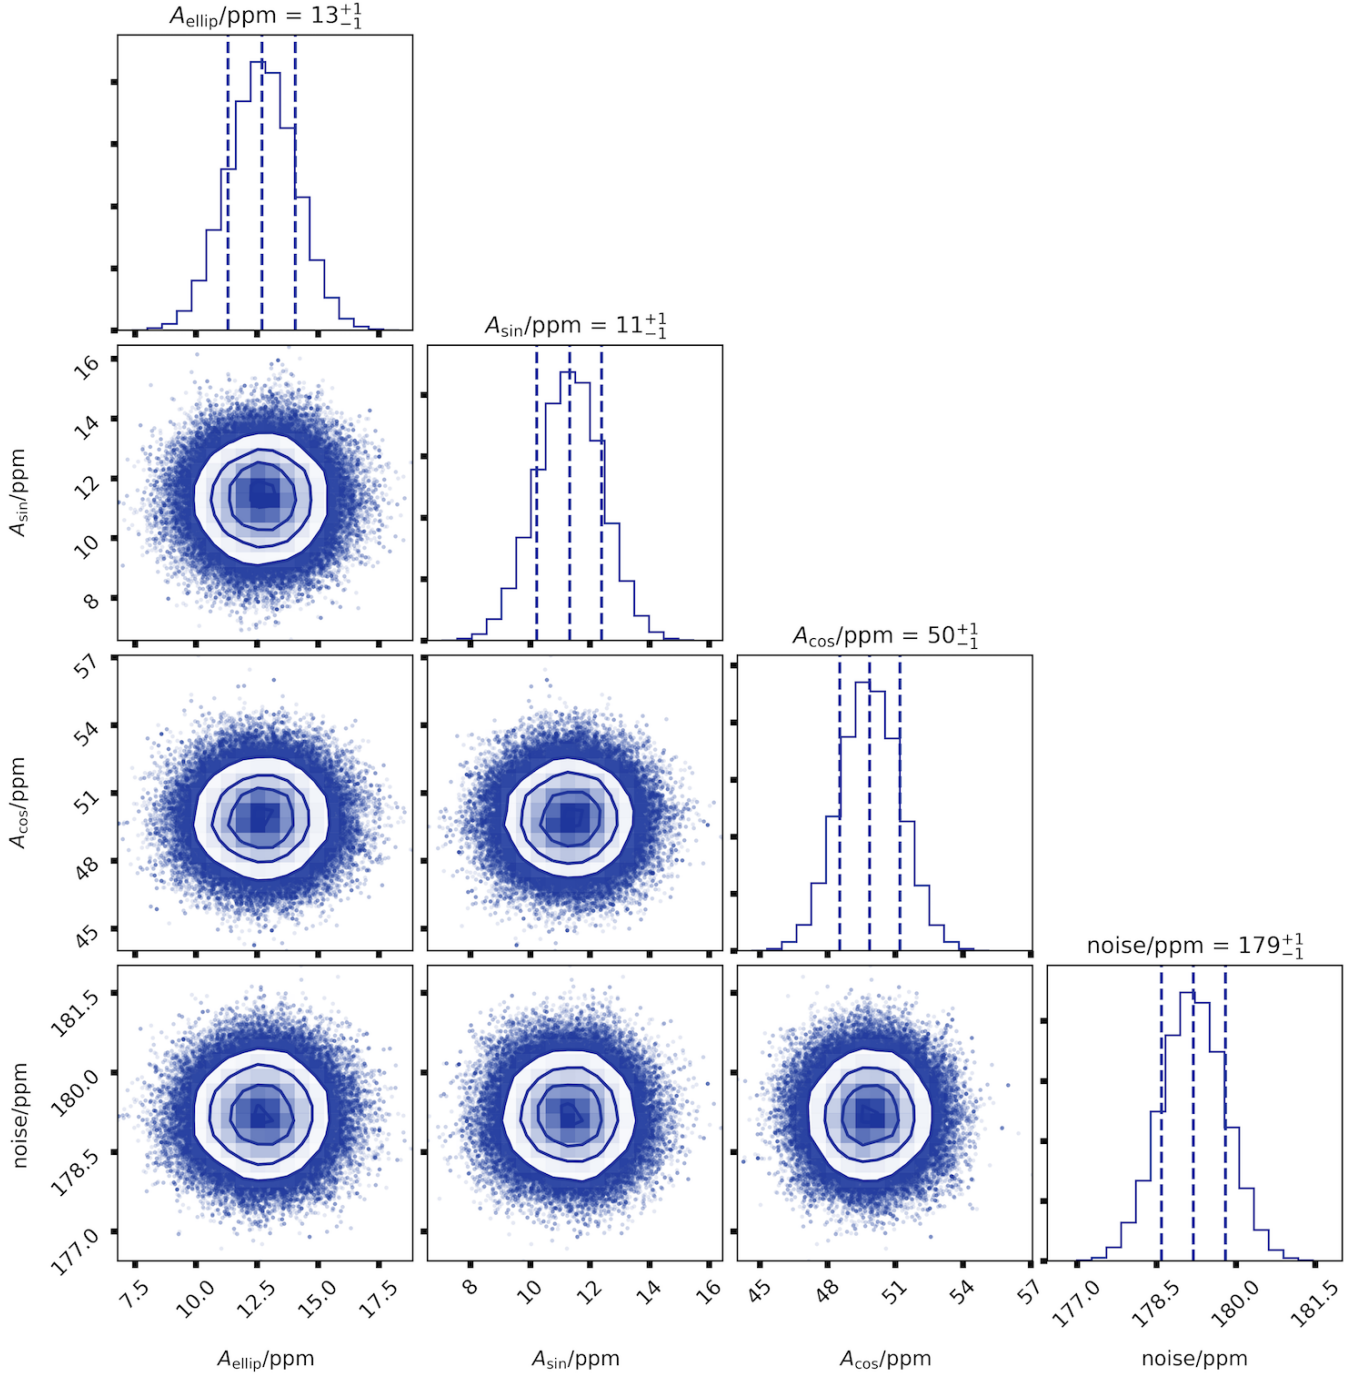 A_ellip/ppm = 13^{+1}_{-1}
A_sin/ppm = 11^{+1}_{-1}
16
14
12
10
8
A_sin/ppm
A_cos/ppm = 50^{+1}_{-1}
57
54
51
48
45
A_cos/ppm
noise/ppm = 179^{+1}_{-1}
181.5
180.0
178.5
177.0
noise/ppm
7.5 10.0 12.5 15.0 17.5 8 10 12 14 16 45 48 51 54 57 177.0 178.5 180.0 181.5
A_ellip/ppm A_sin/ppm A_cos/ppm noise/ppm